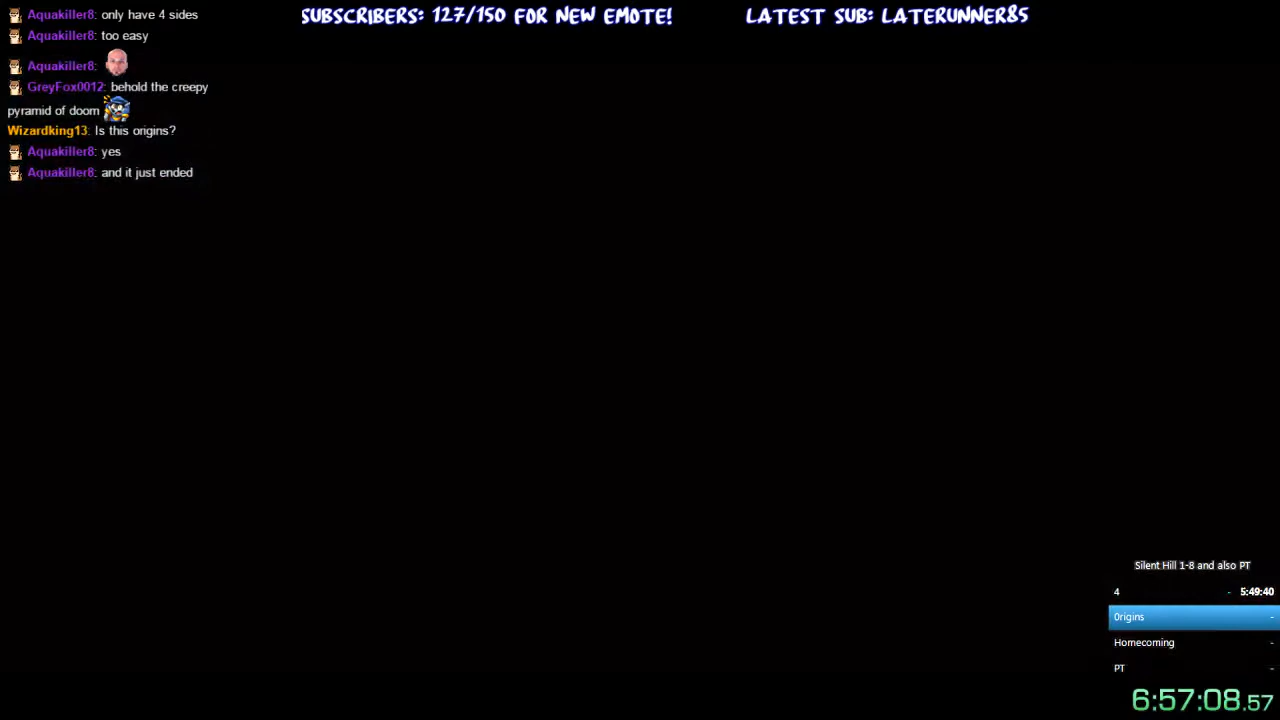 Aquakiller8: only have 4 sides
SUBSCRIBERS: 127/150 FOR NEW EMOTE!
LATEST SUB: LATERUNNER85
Aquakiller8: too easy
Aquakiller8:
GreyFox0012: behold the creepy
pyramid of doom
Wizardking13: Is this origins?
Aquakiller8: yes
Aquakiller8: and it just ended
Silent Hill 1-8 and also PT
4 - 5:49:40
0rigins -
Homecoming -
PT -
6:57:08.57